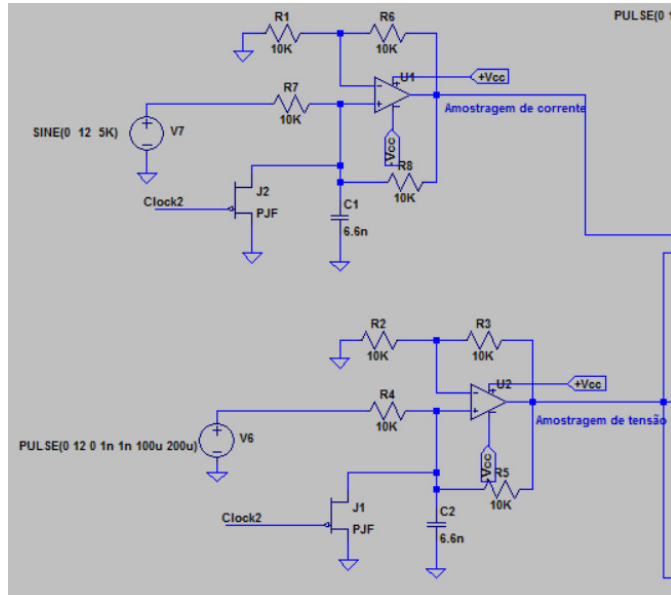 PULSE(0 1
R1
10K
R6
10K
U1
+Vcc
Amostragem de corrente
R7
10K
SINE(0 12 5K)
V7
-Vcc
R8
10K
J2
PJF
Clock2
C1
6.6n
R2
10K
R3
10K
U2
+Vcc
Amostragem de tensão
R4
10K
PULSE(0 12 0 1n 1n 100u 200u)
V6
Vcc
R5
10K
J1
PJF
Clock2
C2
6.6n